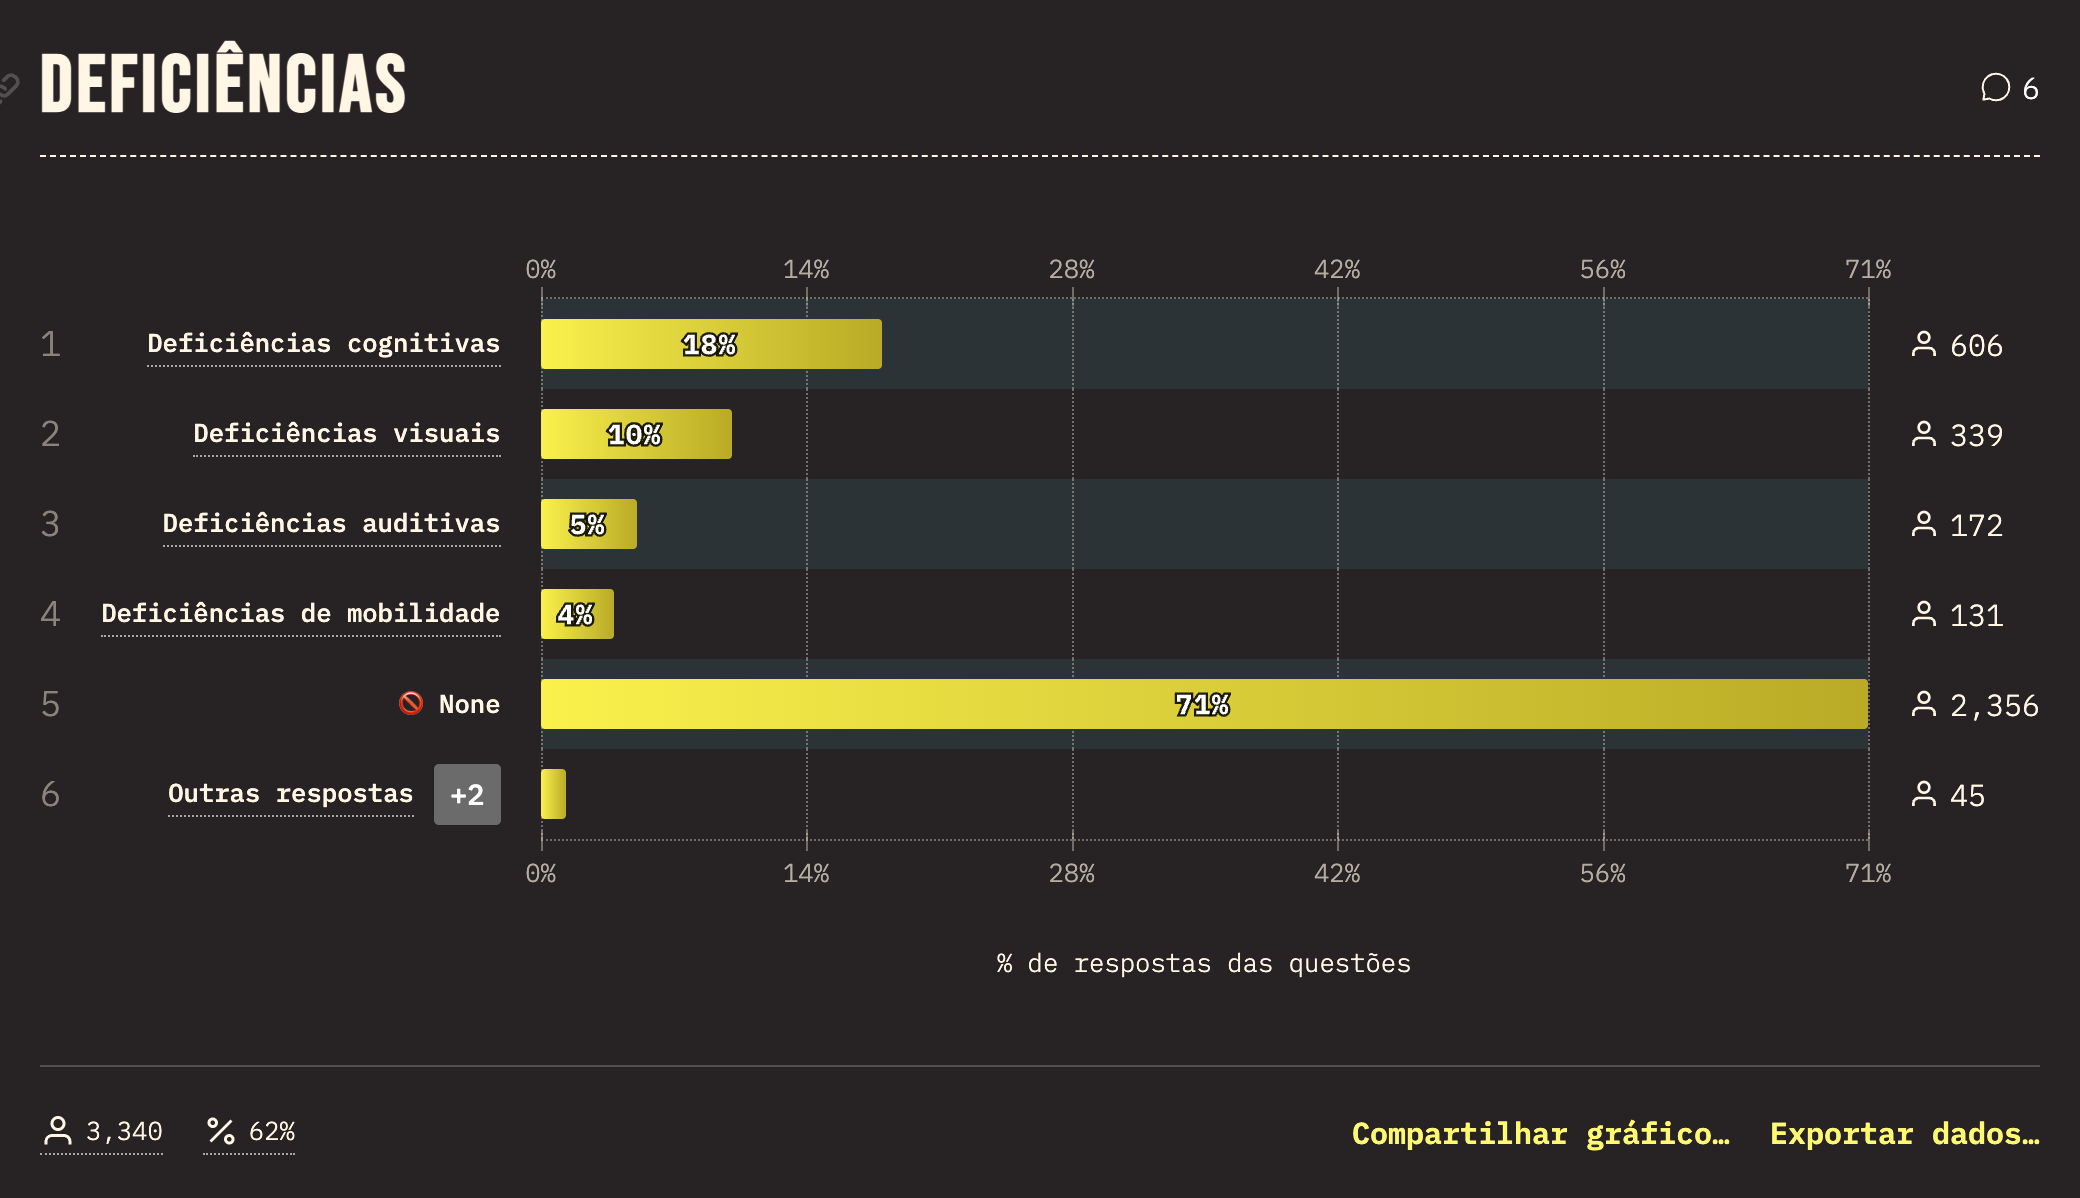 DEFICIÊNCIAS
6
0% 14% 28% 42% 56% 71%
1 Deficiências cognitivas 18% 606
2 Deficiências visuais 10% 339
3 Deficiências auditivas 5% 172
4 Deficiências de mobilidade 4% 131
5 None 71% 2,356
6 Outras respostas +2 45
0% 14% 28% 42% 56% 71%
% de respostas das questões
3,340 % 62% Compartilhar gráfico… Exportar dados…